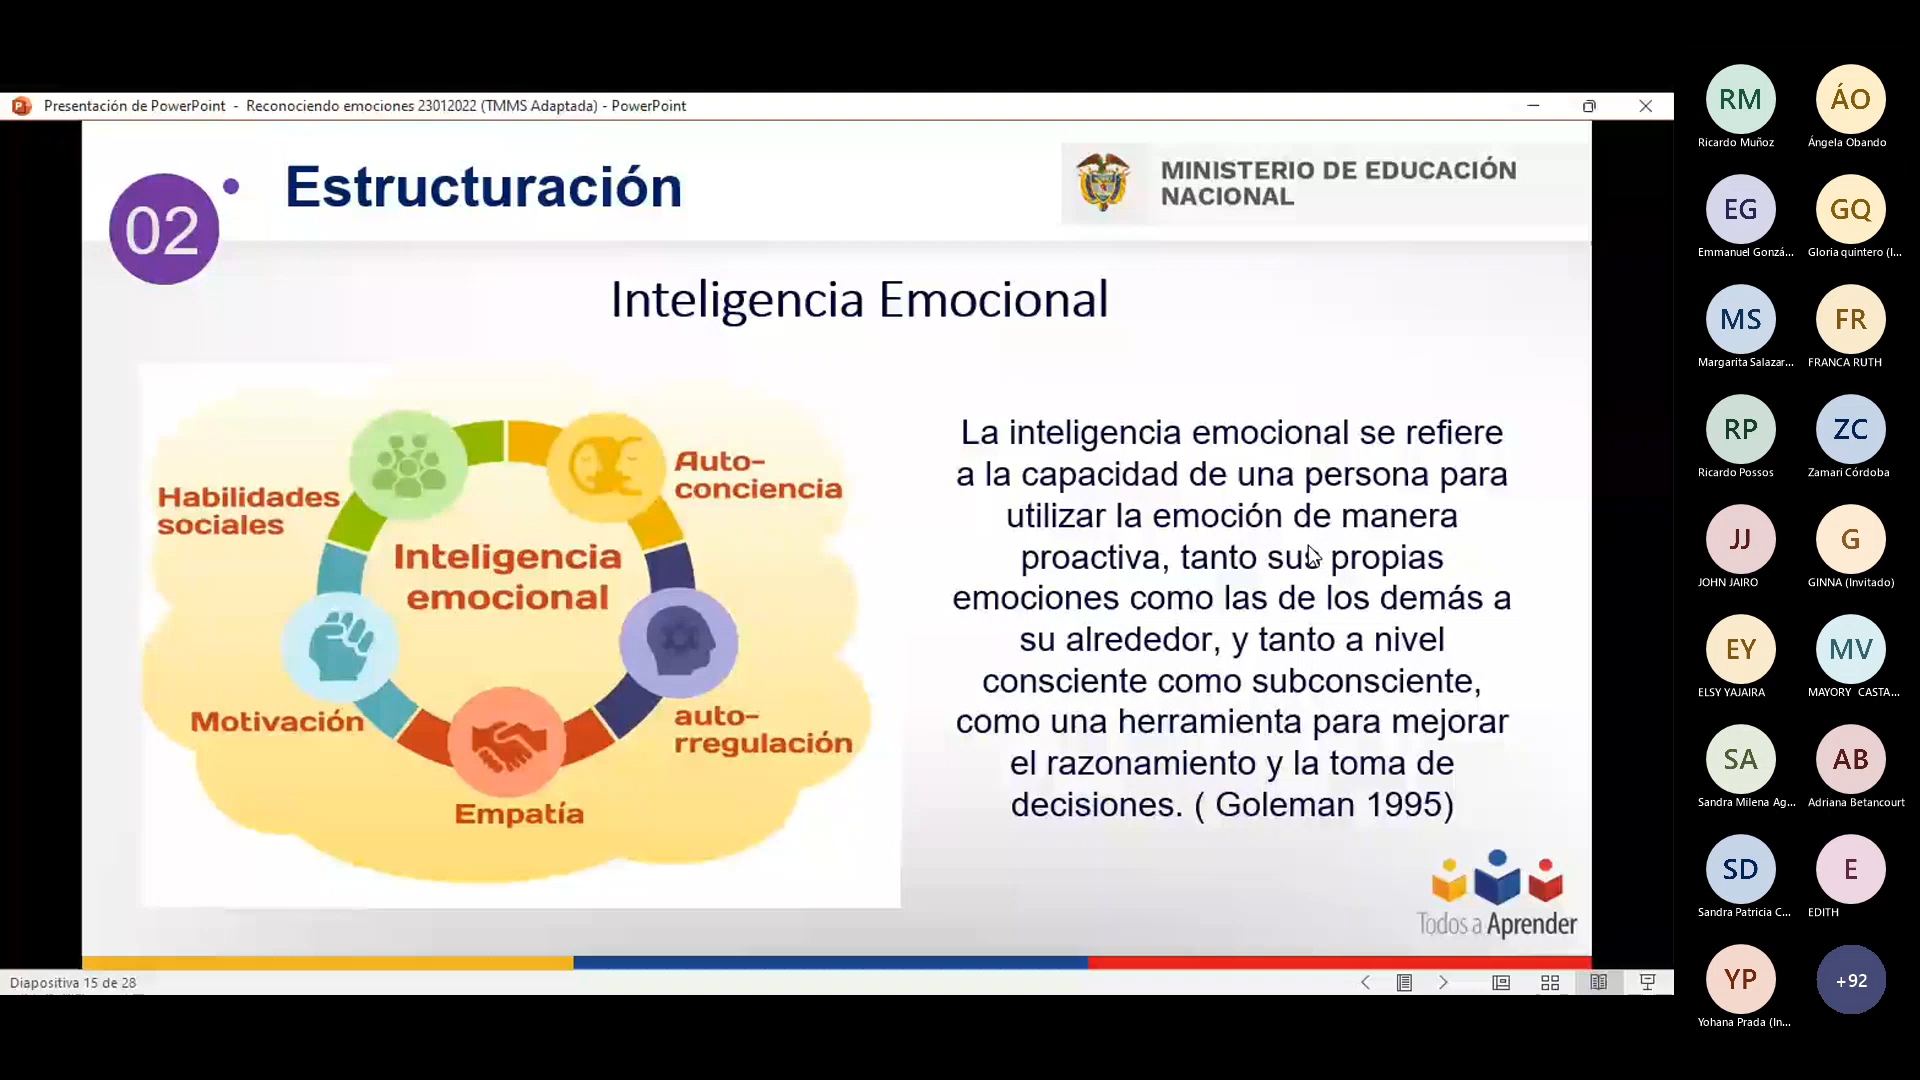 Presentación de PowerPoint - Reconociendo emociones 23012022 (TMMS Adaptada) - PowerPoint
02
Estructuración
MINISTERIO DE EDUCACIÓN
NACIONAL
Inteligencia Emocional
Habilidades
sociales
Auto-
conciencia
Inteligencia
emocional
Motivación
auto-
rregulación
Empatía
La inteligencia emocional se refiere
a la capacidad de una persona para
utilizar la emoción de manera
proactiva, tanto sus propias
emociones como las de los demás a
su alrededor, y tanto a nivel
consciente como subconsciente,
como una herramienta para mejorar
el razonamiento y la toma de
decisiones. ( Goleman 1995)
Todos a Aprender
Diapositiva 15 de 28
RM
Ricardo Muñoz
ÁO
Ángela Obando
EG
Emmanuel Gonzá...
GQ
Gloria quintero (I...
MS
Margarita Salazar...
FR
FRANCA RUTH
RP
Ricardo Possos
ZC
Zamari Córdoba
JJ
JOHN JAIRO
G
GINNA (Invitado)
EY
ELSY YAJAIRA
MV
MAYORY CASTA...
SA
Sandra Milena Ag...
AB
Adriana Betancourt
SD
Sandra Patricia C...
E
EDITH
YP
Yohana Prada (In...
+92